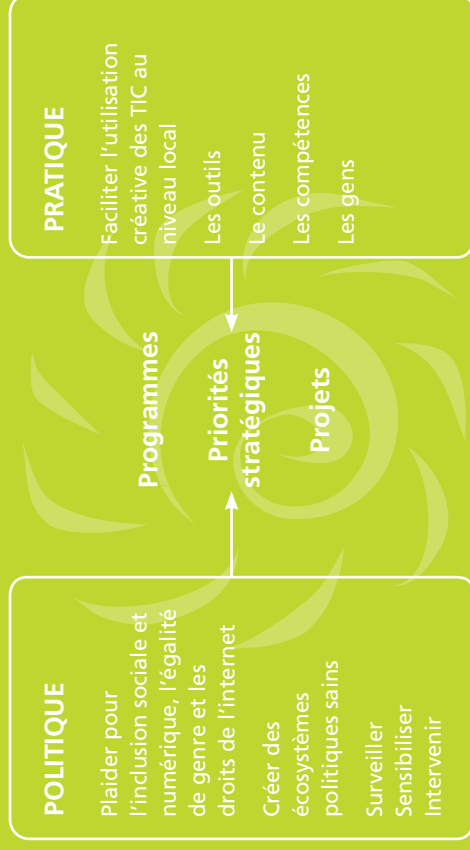 POLITIQUE
Plaider pour
l’inclusion sociale et
numérique, l’égalité
de genre et les
droits de l’internet
Créer des
écosystèmes
politiques sains
Surveiller
Sensibiliser
Intervenir
Programmes
Priorités
stratégiques
Projets
PRATIQUE
Faciliter l’utilisation
créative des TIC au
niveau local
Les outils
Le contenu
Les compétences
Les gens